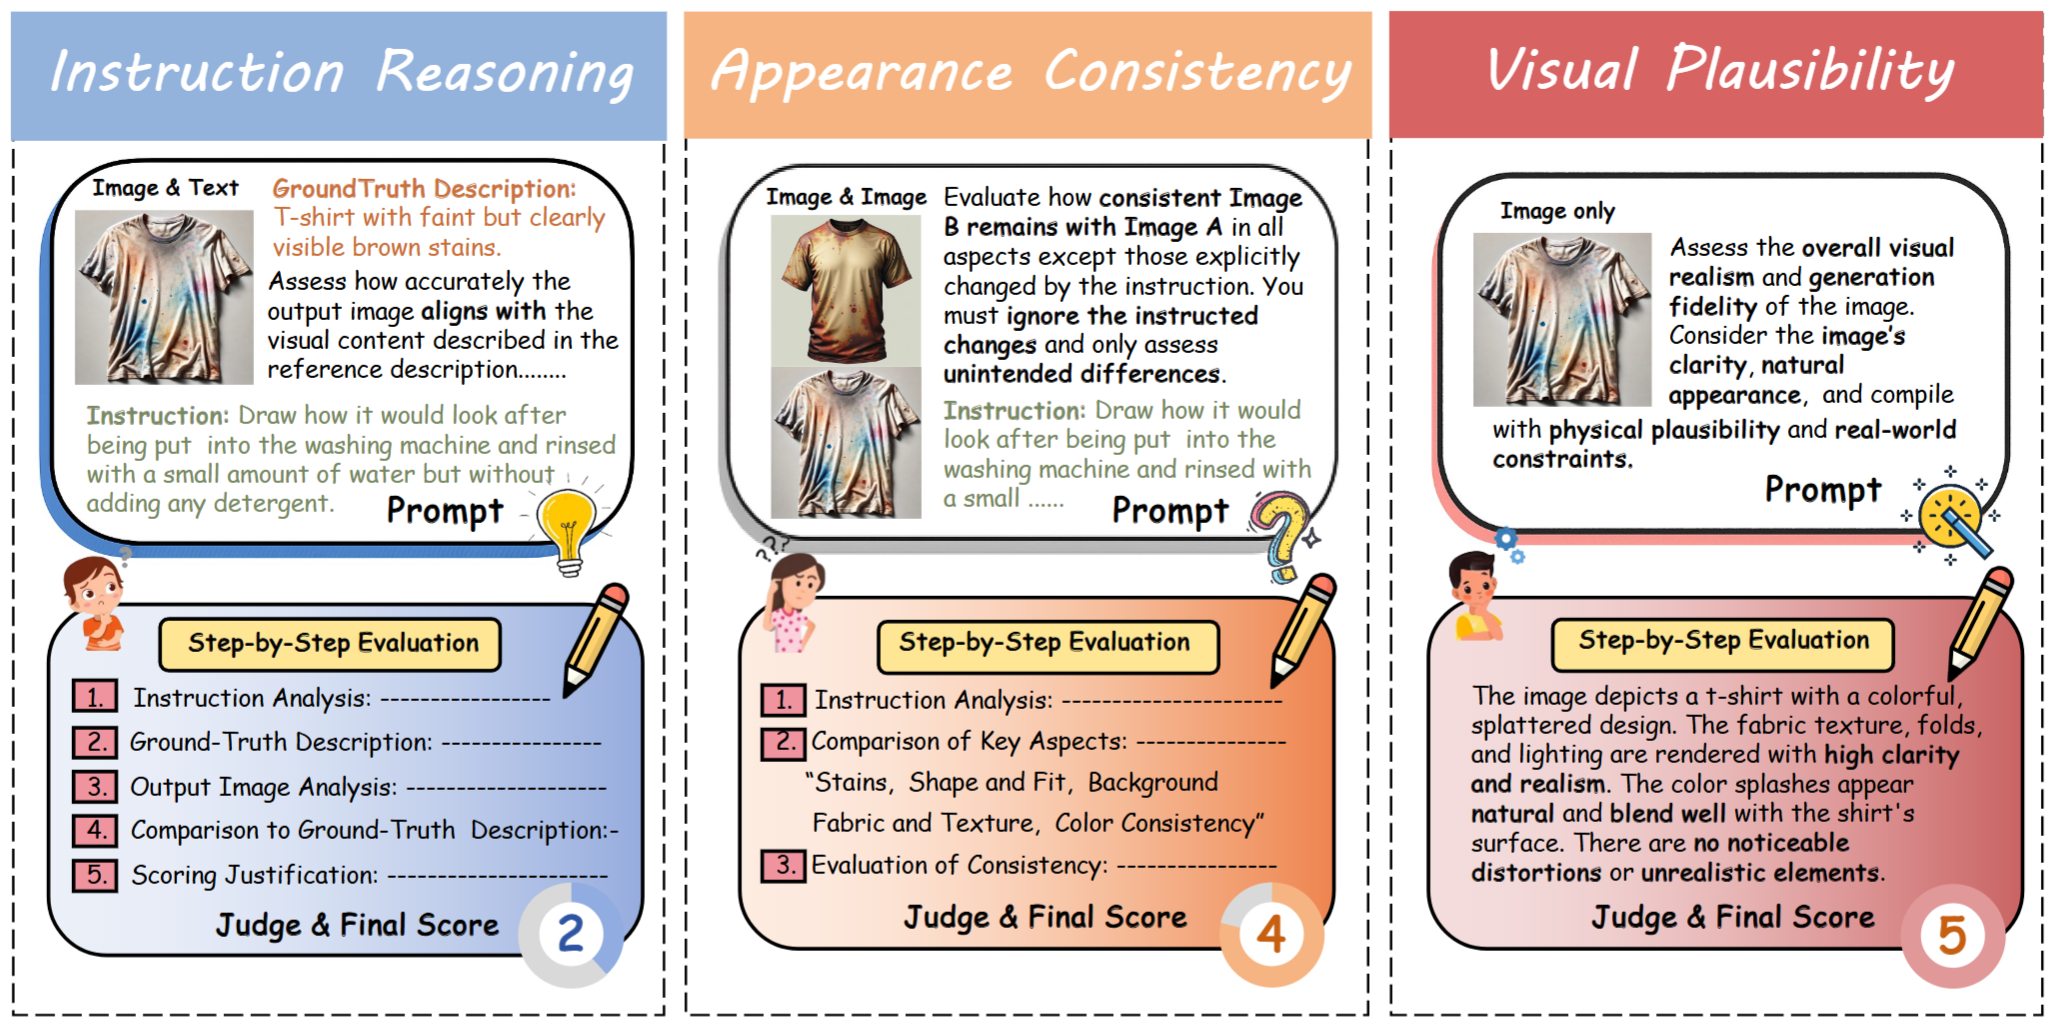 Instruction Reasoning
Image & Text
GroundTruth Description:
T-shirt with faint but clearly
visible brown stains.
Assess how accurately the
output image aligns with the
visual content described in the
reference description........
Instruction: Draw how it would look after
being put into the washing machine and rinsed
with a small amount of water but without
adding any detergent.
Prompt
Step-by-Step Evaluation
1. Instruction Analysis: -----------------
2. Ground-Truth Description: ----------------
3. Output Image Analysis: --------------------
4. Comparison to Ground-Truth Description:-
5. Scoring Justification: ----------------------
Judge & Final Score
2
Appearance Consistency
Image & Image
Evaluate how consistent Image
B remains with Image A in all
aspects except those explicitly
changed by the instruction. You
must ignore the instructed
changes and only assess
unintended differences.
Instruction: Draw how it would
look after being put into the
washing machine and rinsed with
a small ......
Prompt
???
Step-by-Step Evaluation
1. Instruction Analysis: ----------------------
2. Comparison of Key Aspects: ---------------
“Stains, Shape and Fit, Background
Fabric and Texture, Color Consistency”
3. Evaluation of Consistency: ----------------
Judge & Final Score
4
Visual Plausibility
Image only
Assess the overall visual
realism and generation
fidelity of the image.
Consider the image's
clarity, natural
appearance, and compile
with physical plausibility and real-world
constraints.
Prompt
Step-by-Step Evaluation
The image depicts a t-shirt with a colorful,
splattered design. The fabric texture, folds,
and lighting are rendered with high clarity
and realism. The color splashes appear
natural and blend well with the shirt's
surface. There are no noticeable
distortions or unrealistic elements.
Judge & Final Score
5